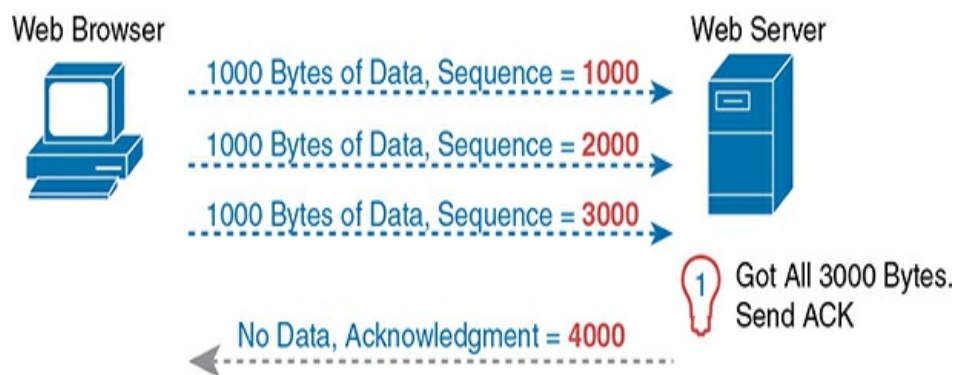 Web Browser
Web Server
1000 Bytes of Data, Sequence = 1000
1000 Bytes of Data, Sequence = 2000
1000 Bytes of Data, Sequence = 3000
1
Got All 3000 Bytes.
Send ACK
No Data, Acknowledgment = 4000